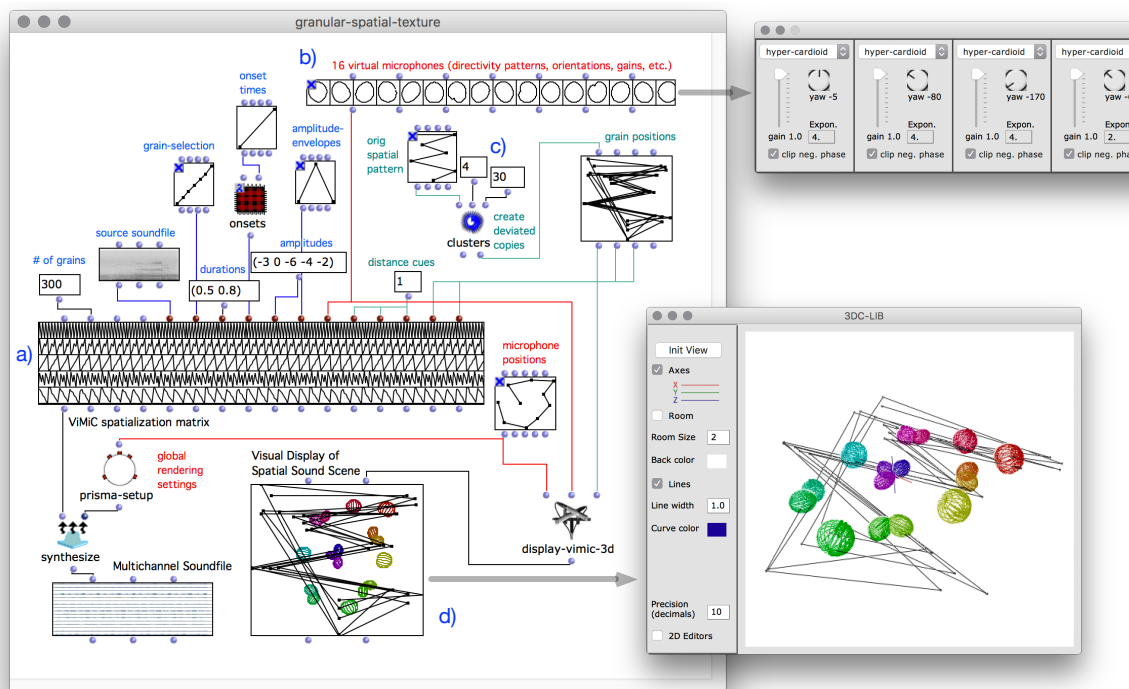 granular-spatial-texture
b)
16 virtual microphones (directivity patterns, orientations, gains, etc.)
onset
times
grain-selection
amplitude-
envelopes
orig
spatial
pattern
c)
4
30
grain positions
onsets
clusters
create
deviated
copies
source soundfile
amplitudes
(-3 0 -6 -4 -2)
# of grains
300
durations
(0.5 0.8)
distance cues
1
a)
microphone
positions
ViMiC spatialization matrix
global
rendering
settings
prisma-setup
Visual Display of
Spatial Sound Scene
synthesize
display-vimic-3d
Multichannel Soundfile
d)
hyper-cardioid
yaw -5
Expon.
gain 1.0
4.
clip neg. phase
hyper-cardioid
yaw -80
Expon.
gain 1.0
4.
clip neg. phase
hyper-cardioid
yaw -170
Expon.
gain 1.0
4.
clip neg. phase
hyper-cardioid
Expon.
gain 1.0
2.
3DC-LIB
Init View
Axes
X
Y
Z
Room
Room Size 2
Back color
Lines
Line width 1.0
Curve color
Precision
(decimals) 10
2D Editors